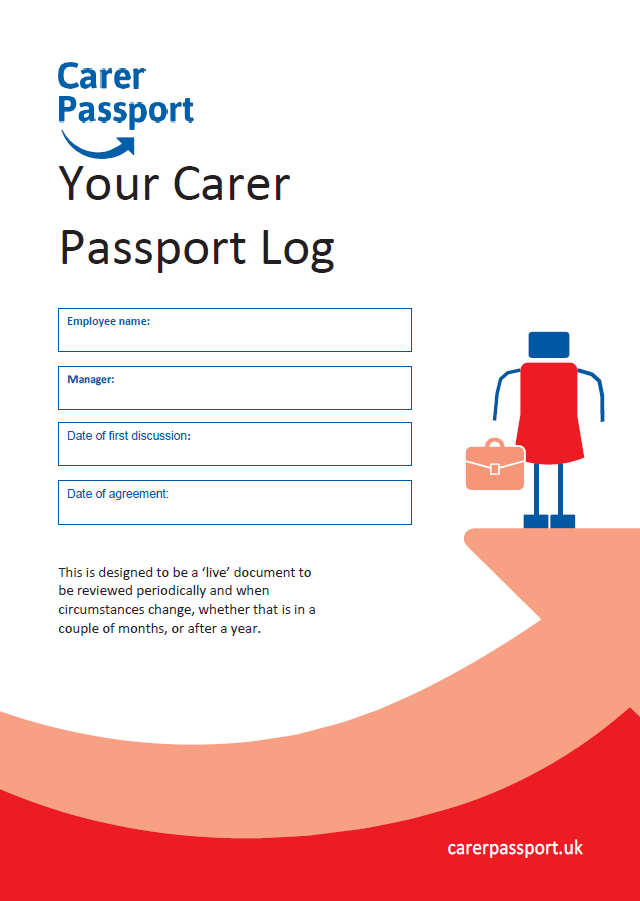 Carer
Passport
Your Carer
Passport Log
Employee name:
Manager:
Date of first discussion:
Date of agreement:
This is designed to be a ‘live’ document to
be reviewed periodically and when
circumstances change, whether that is in a
couple of months, or after a year.
carerpassport.uk